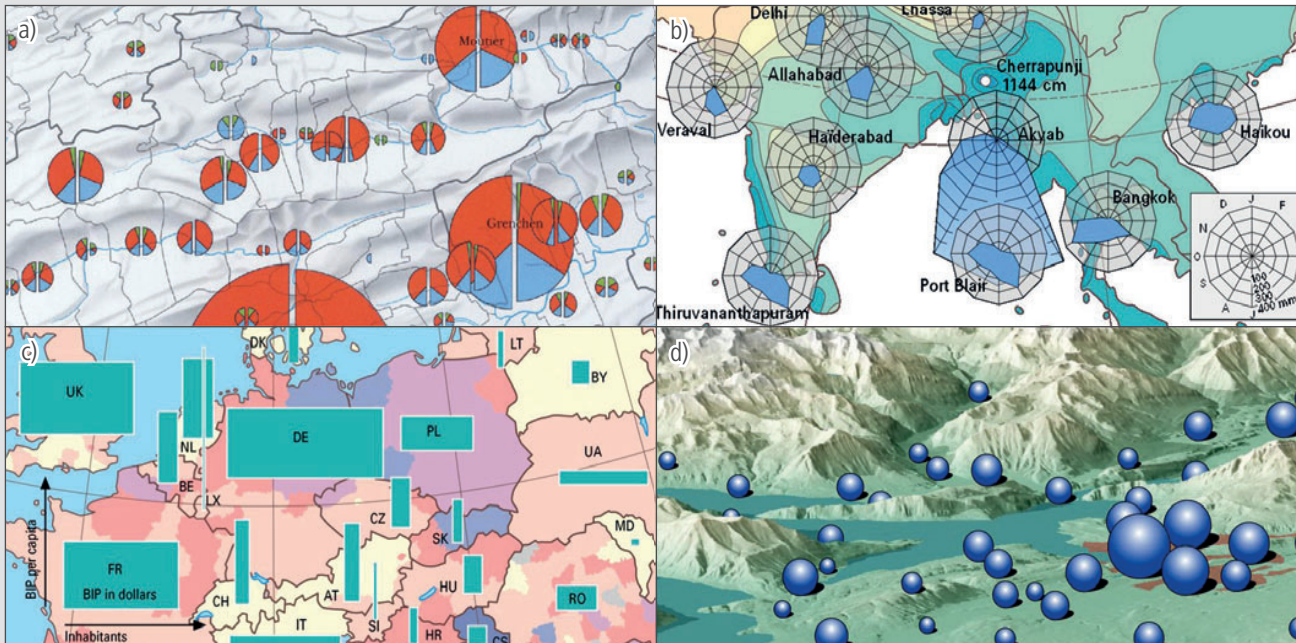 a)
Moutier
Grenchen
b)
Delhi
Lhassa
Allahabad
Cherrapunji
1144 cm
Veraval
Haïderabad
Akyab
Haïkou
Bangkok
Port Blair
Thiruvananthapuram
D J F
N
O
S
A
J
100
200
300
400 mm
c)
DK
LT
BY
UK
NL
DE
PL
UA
BE
LX
CZ
SK
MD
FR
BIP in dollars
CH
AT
HU
RO
IT
SI
HR
CS
BIP per capita
Inhabitants
d)